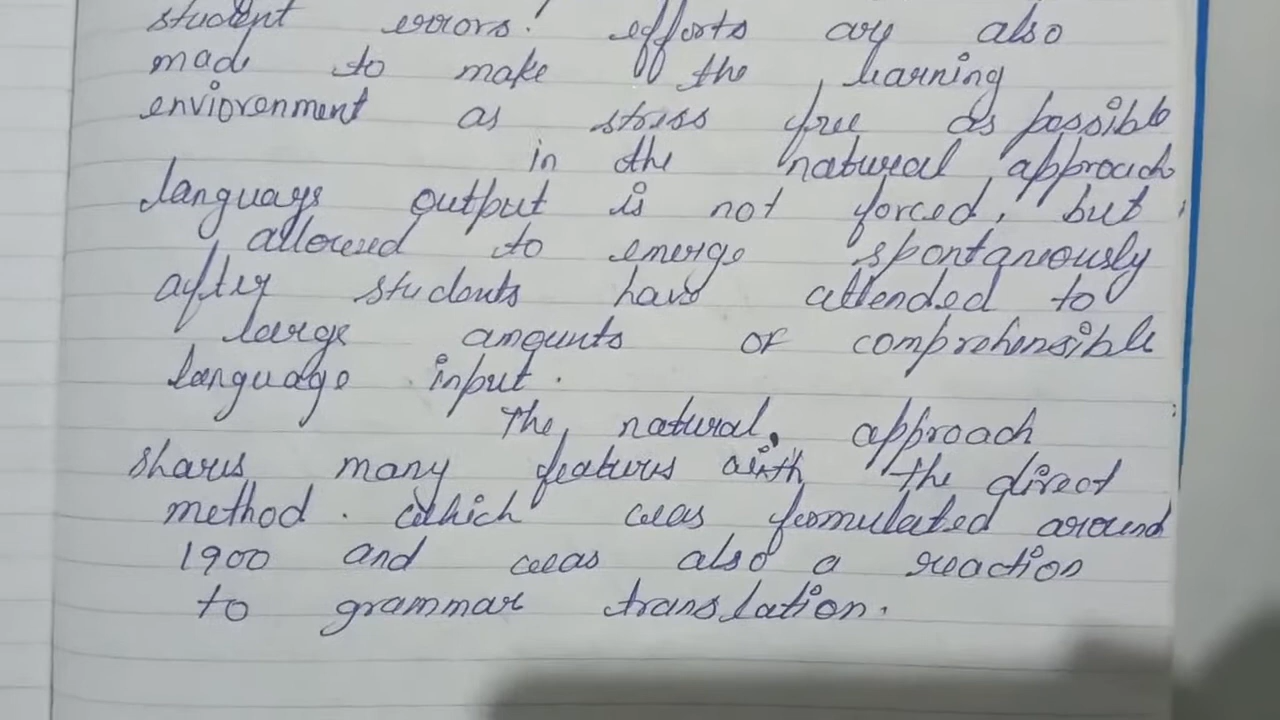 student errors. efforts are also
made to make the learning
enviorenment as stress free as possible
in the natural approach
language output is not forced, but
allowed to emerge spontaneously
after students have attended to
large amounts of comprehensible
language input.
The natural approach
shares many features with the direct
method. Which was formulated around
1900 and was also a reaction
to grammar translation.